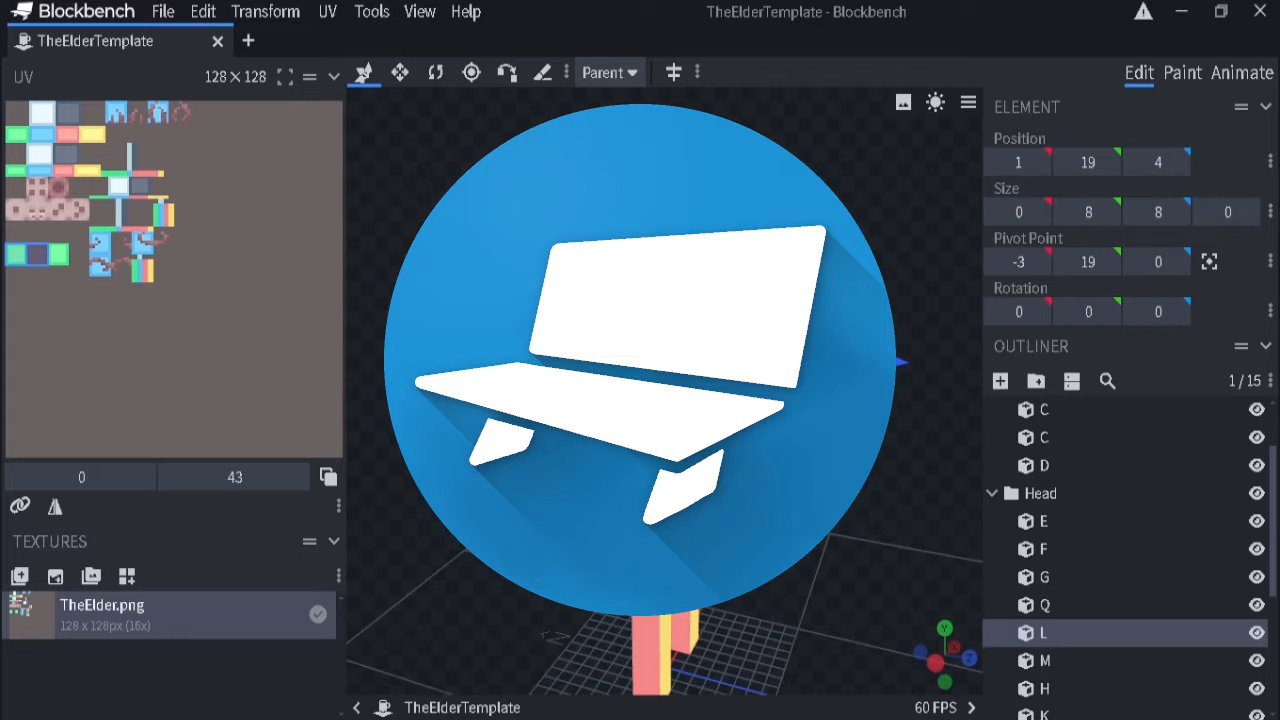 Blockbench File Edit Transform UV Tools View Help TheElderTemplate - Blockbench
TheElderTemplate
UV 128×128
Parent
Edit Paint Animate
ELEMENT
Position
1 19 4
Size
0 8 8 0
Pivot Point
-3 19 0
Rotation
0 0 0
OUTLINER
1 / 15
C
C
D
Head
E
F
G
Q
L
M
H
K
0 43
TEXTURES
TheElder.png
128 x 128px (16x)
Y
X
Z
TheElderTemplate 60 FPS